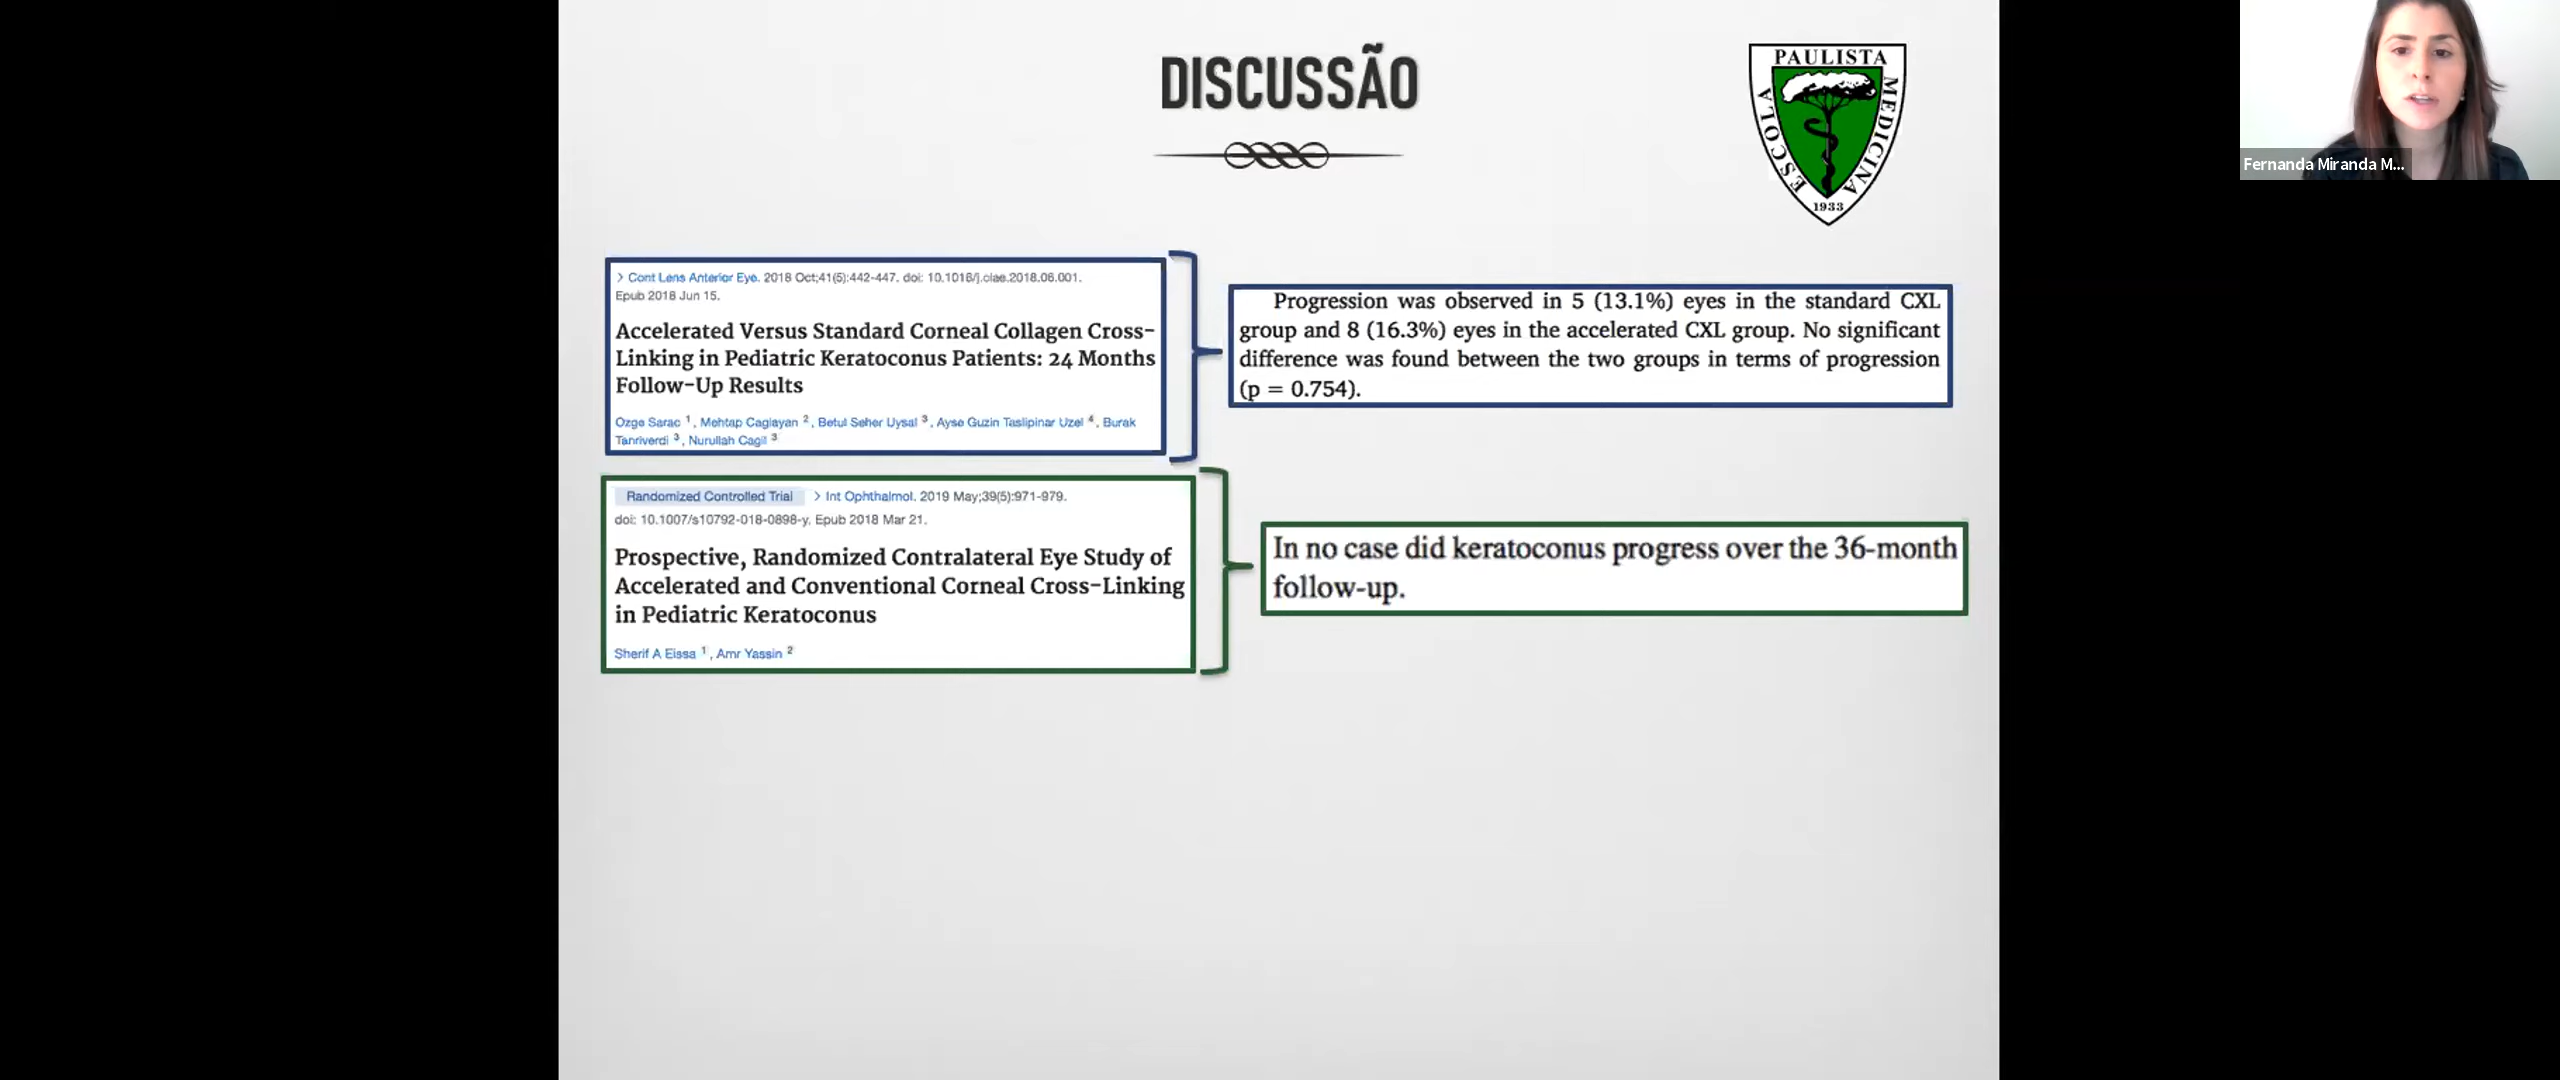 DISCUSSÃO
ESCOLA PAULISTA MEDICINA
1933
Fernanda Miranda M...
> Cont Lens Anterior Eye. 2018 Oct;41(5):442-447. doi: 10.1016/j.clae.2018.06.001.
Epub 2018 Jun 15.
Accelerated Versus Standard Corneal Collagen Cross-
Linking in Pediatric Keratoconus Patients: 24 Months
Follow-Up Results
Ozge Sarac 1, Mehtap Caglayan 2, Betul Seher Uysal 3, Ayse Guzin Taslipinar Uzel 4, Burak
Tanriverdi 3, Nurullah Cagil 3
Progression was observed in 5 (13.1%) eyes in the standard CXL
group and 8 (16.3%) eyes in the accelerated CXL group. No significant
difference was found between the two groups in terms of progression
(p = 0.754).
Randomized Controlled Trial > Int Ophthalmol. 2019 May;39(5):971-979.
doi: 10.1007/s10792-018-0898-y. Epub 2018 Mar 21.
Prospective, Randomized Contralateral Eye Study of
Accelerated and Conventional Corneal Cross-Linking
in Pediatric Keratoconus
Sherif A Eissa 1, Amr Yassin 2
In no case did keratoconus progress over the 36-month
follow-up.